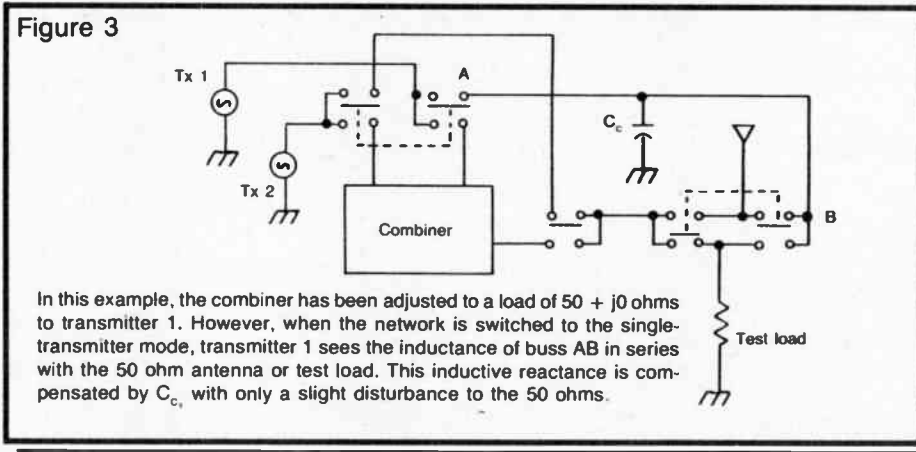 Figure 3
Tx 1
A
Cc
Tx 2
B
Combiner
In this example, the combiner has been adjusted to a load of 50 + j0 ohms
to transmitter 1. However, when the network is switched to the single-
transmitter mode, transmitter 1 sees the inductance of buss AB in series
with the 50 ohm antenna or test load. This inductive reactance is com-
pensated by Cc, with only a slight disturbance to the 50 ohms.
Test load